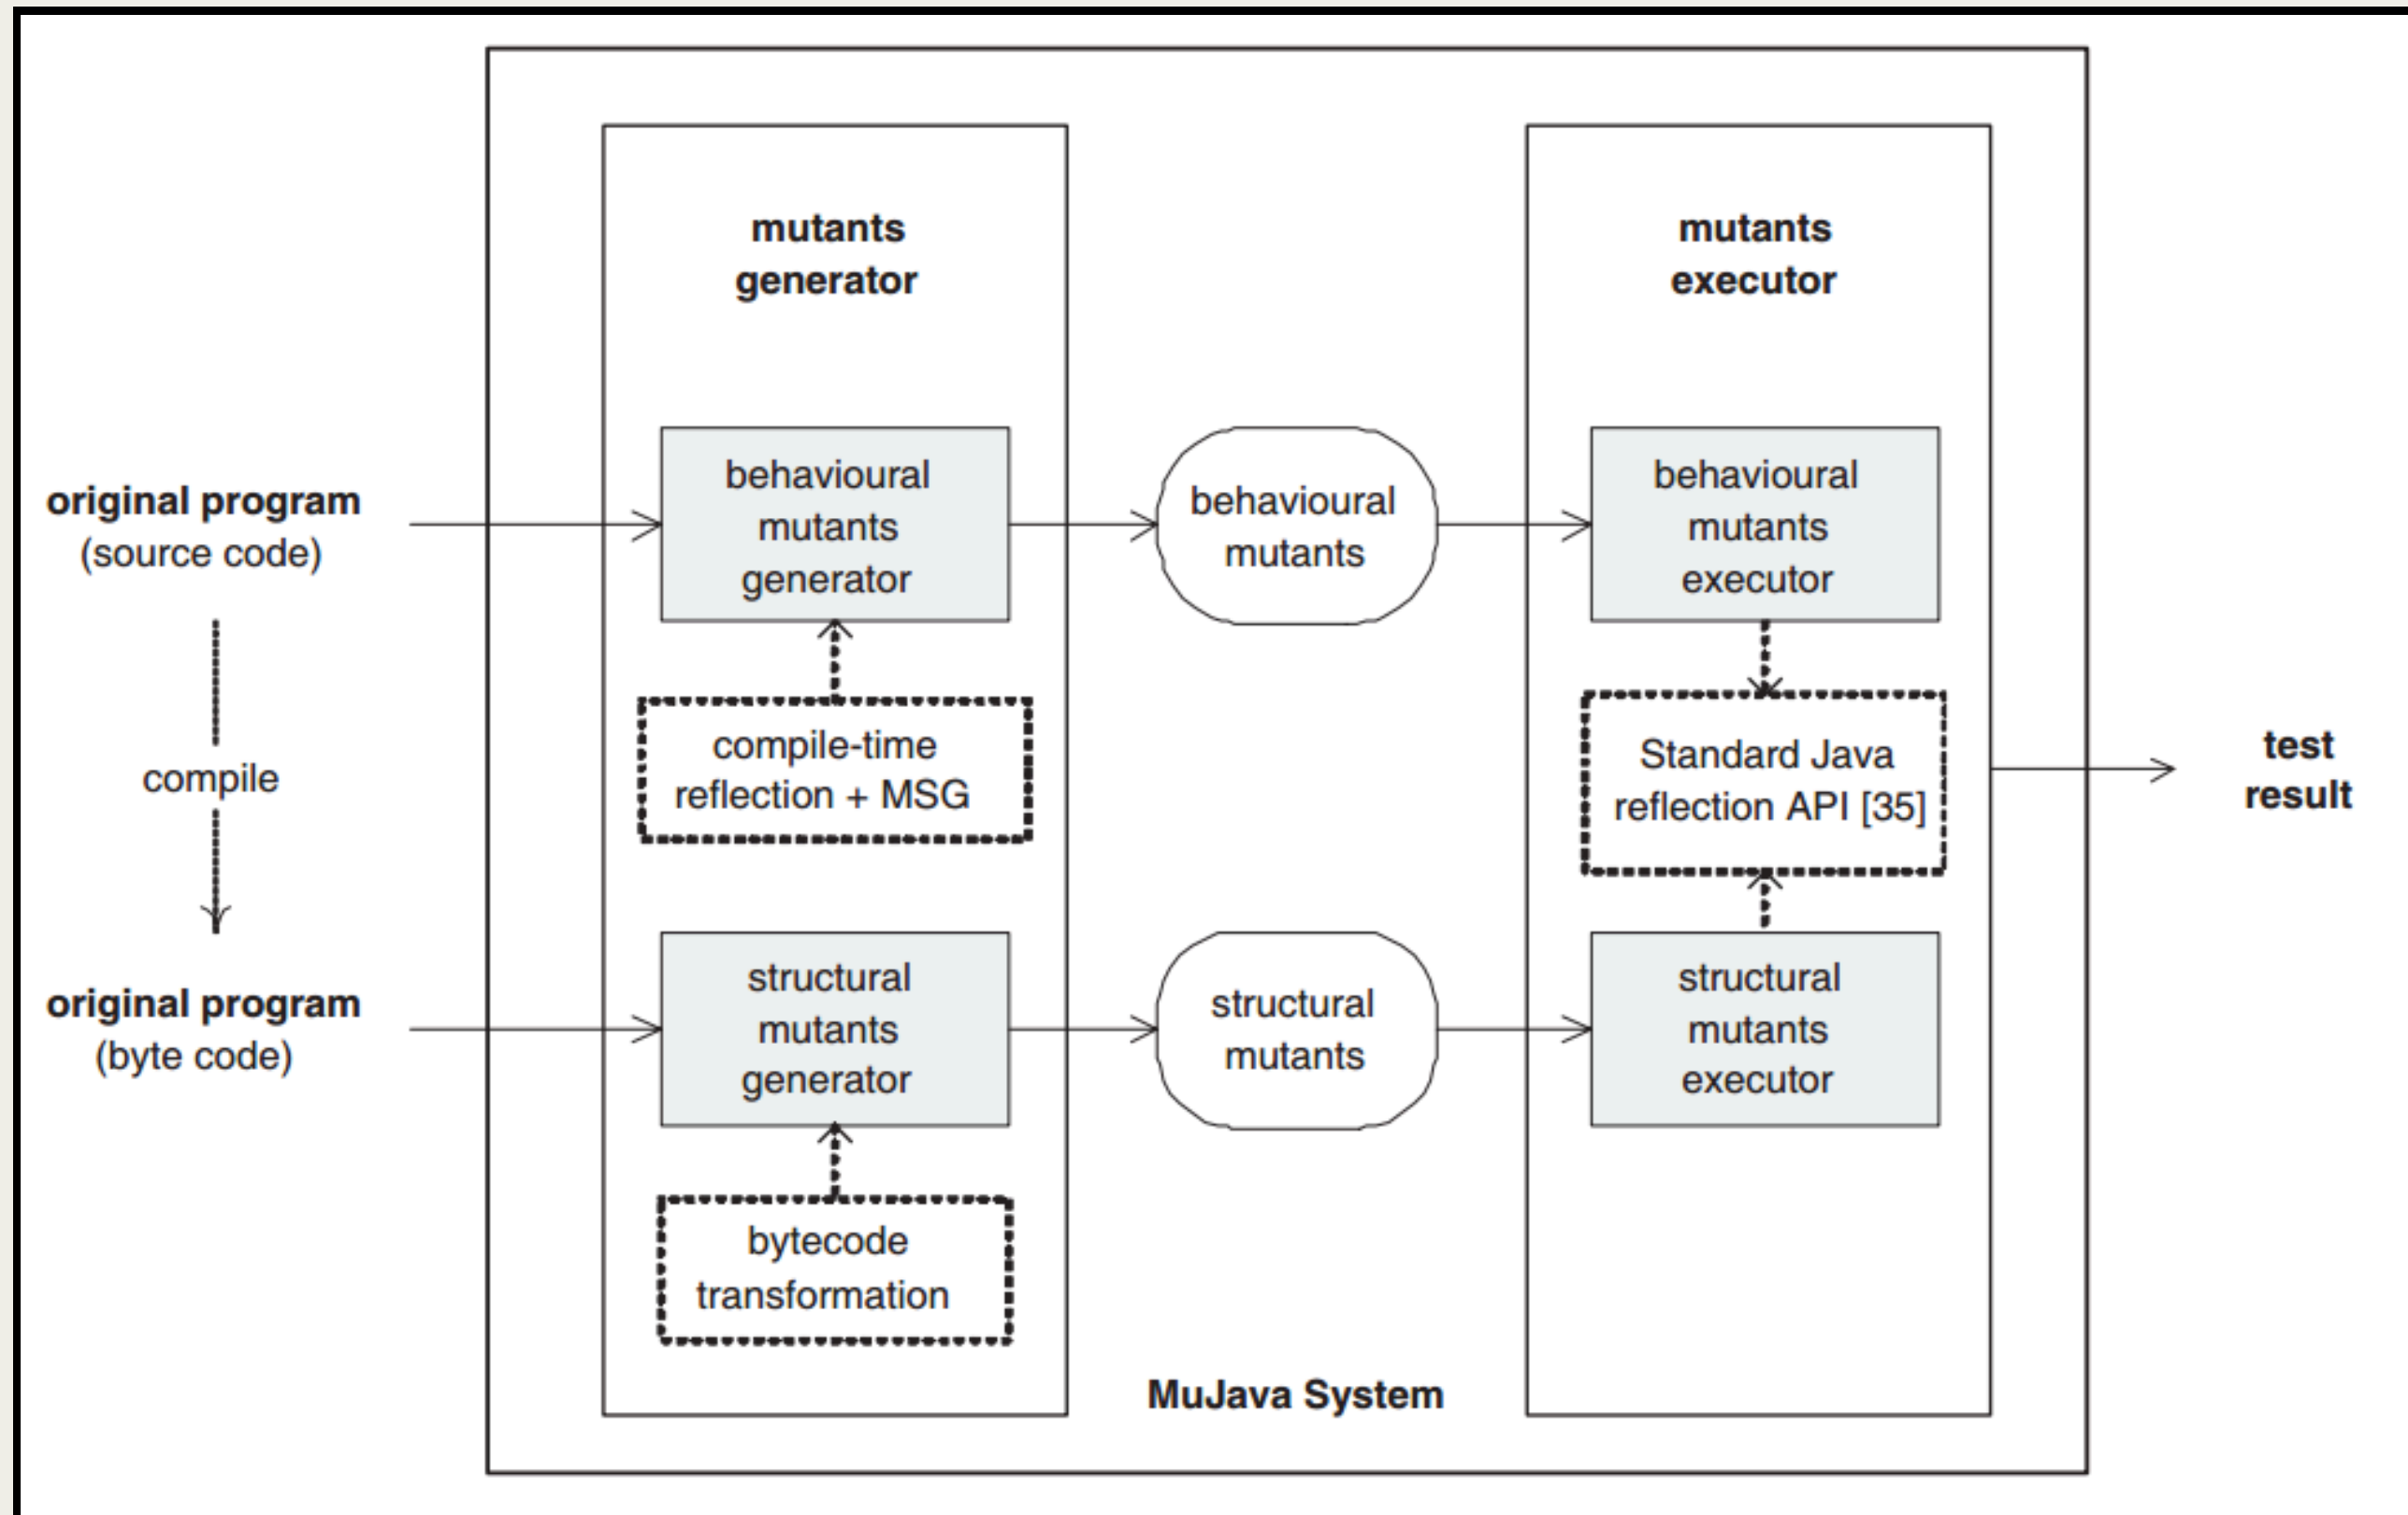 mutants
generator
mutants
executor
original program
(source code)
behavioural
mutants
generator
behavioural
mutants
behavioural
mutants
executor
compile
compile-time
reflection + MSG
Standard Java
reflection API [35]
test
result
original program
(byte code)
structural
mutants
generator
structural
mutants
structural
mutants
executor
bytecode
transformation
MuJava System